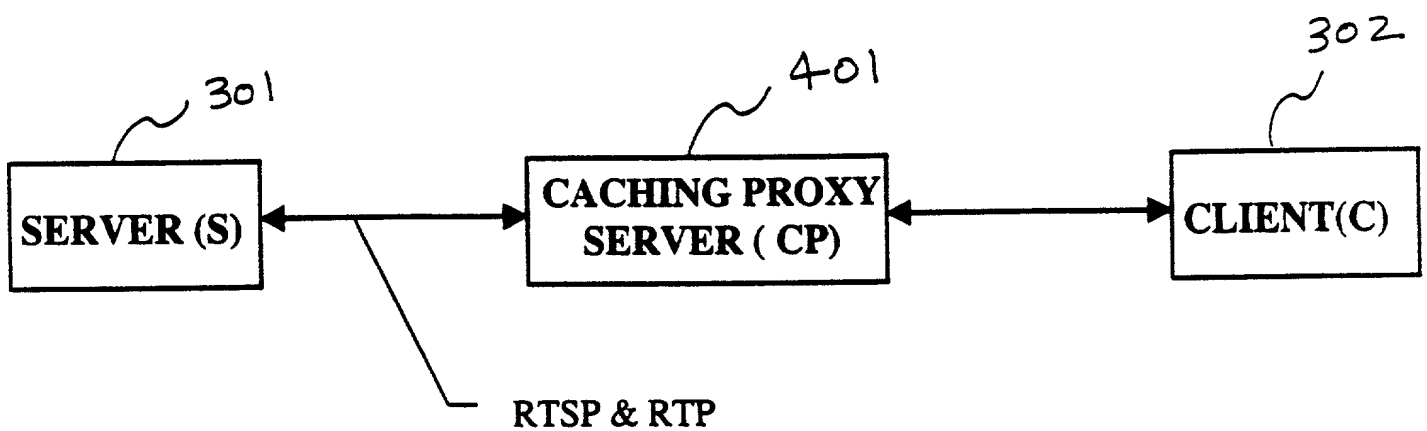 301
401
302
SERVER (S)
CACHING PROXY
SERVER ( CP)
CLIENT(C)
RTSP & RTP